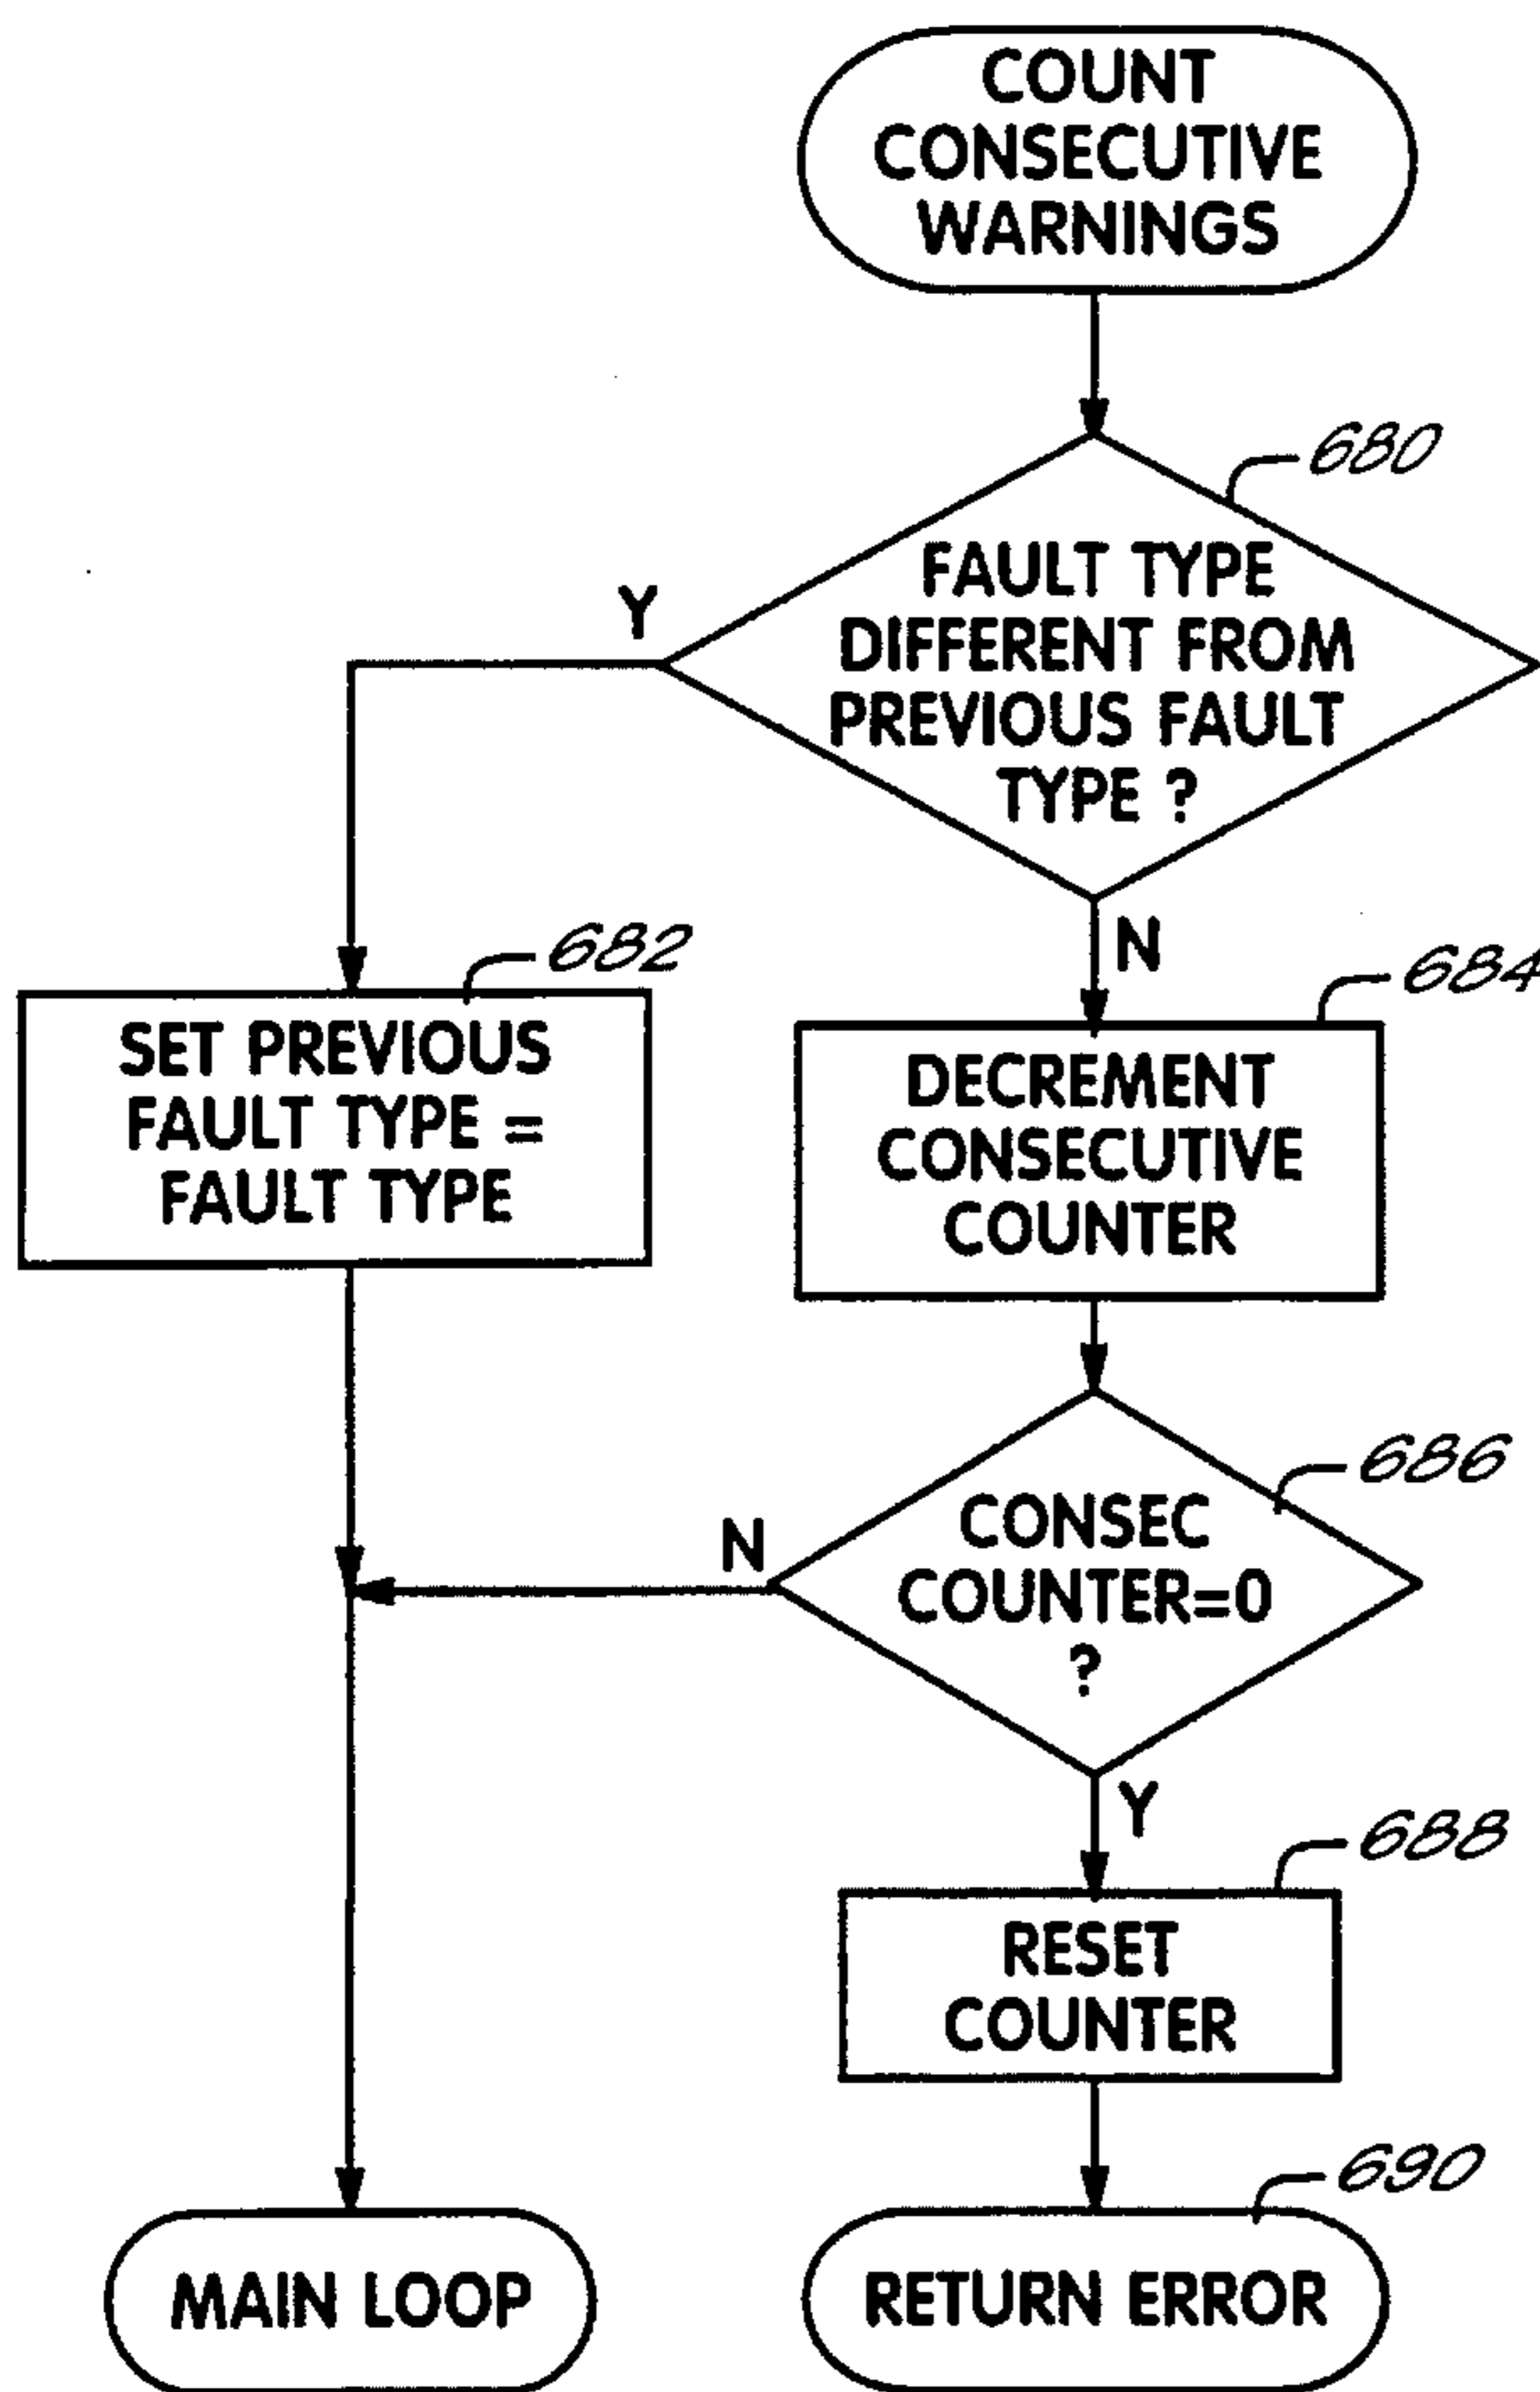 COUNT
CONSECUTIVE
WARNINGS
680
FAULT TYPE
DIFFERENT FROM
PREVIOUS FAULT
TYPE ?
Y
N
682
SET PREVIOUS
FAULT TYPE =
FAULT TYPE
684
DECREMENT
CONSECUTIVE
COUNTER
686
CONSEC
COUNTER=0
?
N
Y
688
RESET
COUNTER
690
MAIN LOOP
RETURN ERROR